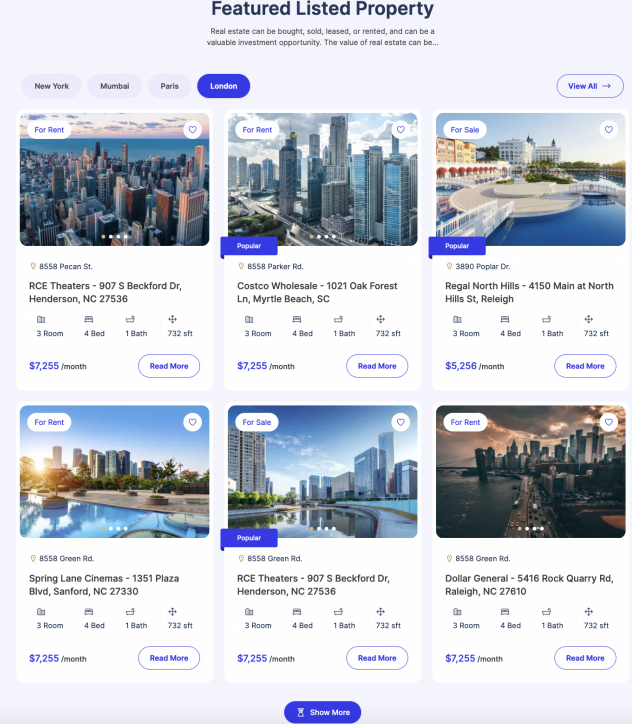 Featured Listed Property
Real estate can be bought, sold, leased, or rented, and can be a
valuable investment opportunity. The value of real estate can be...
New York
Mumbai
Paris
London
View All
For Rent
For Rent
For Sale
Popular
Popular
8558 Pecan St.
8558 Parker Rd.
3890 Poplar Dr.
RCE Theaters - 907 S Beckford Dr,
Henderson, NC 27536
Costco Wholesale - 1021 Oak Forest
Ln, Myrtle Beach, SC
Regal North Hills - 4150 Main at North
Hills St, Releigh
3 Room 4 Bed 1 Bath 732 sft
3 Room 4 Bed 1 Bath 732 sft
3 Room 4 Bed 1 Bath 732 sft
$7,255 /month Read More
$7,255 /month Read More
$5,256 /month Read More
For Rent
For Sale
For Rent
Popular
8558 Green Rd.
8558 Green Rd.
8558 Green Rd.
Spring Lane Cinemas - 1351 Plaza
Blvd, Sanford, NC 27330
RCE Theaters - 907 S Beckford Dr,
Henderson, NC 27536
Dollar General - 5416 Rock Quarry Rd,
Raleigh, NC 27610
3 Room 4 Bed 1 Bath 732 sft
3 Room 4 Bed 1 Bath 732 sft
3 Room 4 Bed 1 Bath 732 sft
$7,255 /month Read More
$7,255 /month Read More
$7,255 /month Read More
Show More